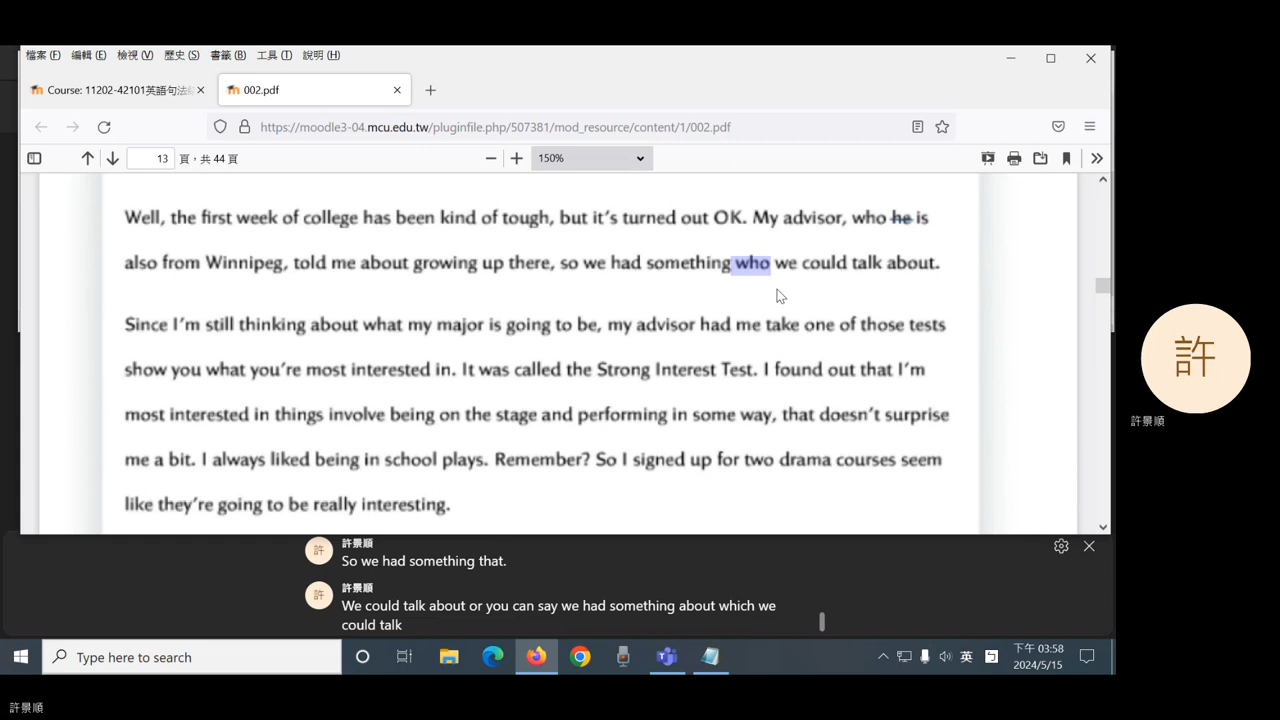 檔案 (F) 編輯 (E) 檢視 (V) 歷史 (S) 書籤 (B) 工具 (T) 說明 (H)
Course: 11202-42101英語句法
002.pdf
https://moodle3-04.mcu.edu.tw/pluginfile.php/507381/mod_resource/content/1/002.pdf
13 頁，共 44 頁
150%
Well, the first week of college has been kind of tough, but it's turned out OK. My advisor, who he is
also from Winnipeg, told me about growing up there, so we had something who we could talk about.
Since I'm still thinking about what my major is going to be, my advisor had me take one of those tests
show you what you're most interested in. It was called the Strong Interest Test. I found out that I'm
most interested in things involve being on the stage and performing in some way, that doesn't surprise
me a bit. I always liked being in school plays. Remember? So I signed up for two drama courses seem
like they're going to be really interesting.
許
許景順
許
許景順
So we had something that.
許
許景順
We could talk about or you can say we had something about which we
could talk
Type here to search
英
下午 03:58
2024/5/15
許景順